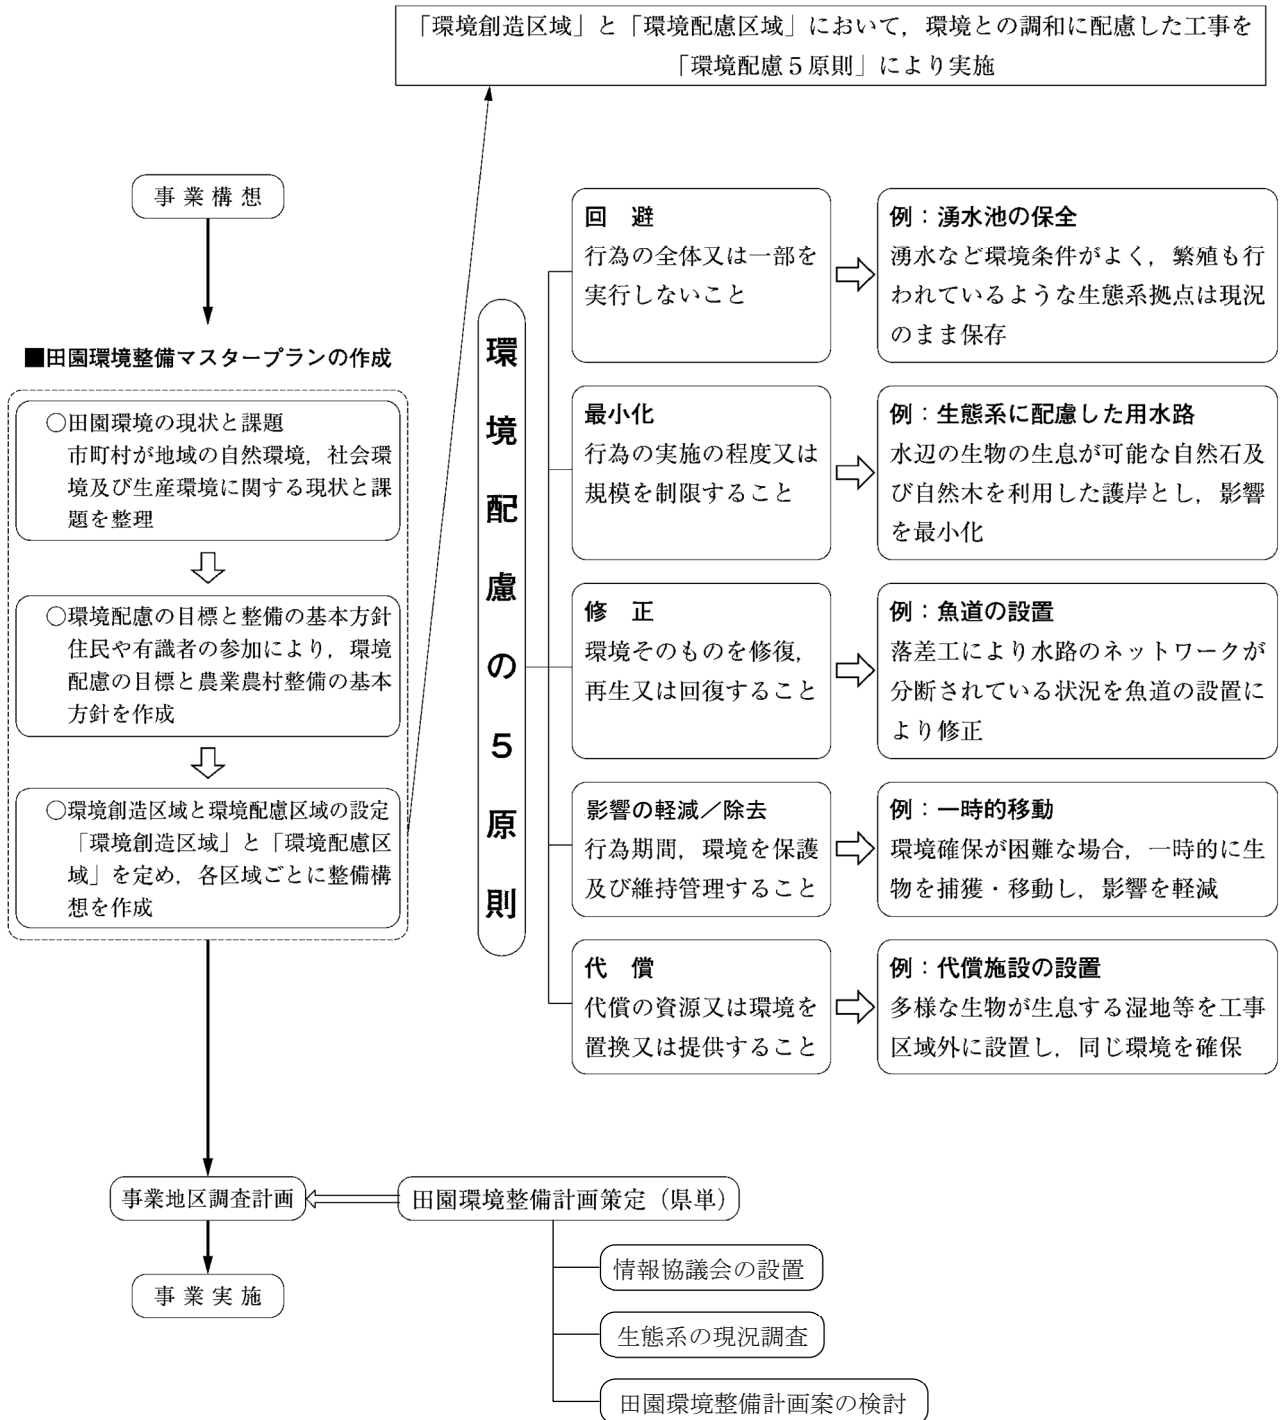 「環境創造区域」と「環境配慮区域」において，環境との調和に配慮した工事を
「環境配慮５原則」により実施
事業構想
■田園環境整備マスタープランの作成
○田園環境の現状と課題
市町村が地域の自然環境，社会環
境及び生産環境に関する現状と課
題を整理
○環境配慮の目標と整備の基本方針
住民や有識者の参加により，環境
配慮の目標と農業農村整備の基本
方針を作成
○環境創造区域と環境配慮区域の設定
「環境創造区域」と「環境配慮区
域」を定め，各区域ごとに整備構
想を作成
事業地区調査計画
事業実施
環境配慮の５原則
回　避
行為の全体又は一部を
実行しないこと
例：湧水池の保全
湧水など環境条件がよく，繁殖も行
われているような生態系拠点は現況
のまま保存
最小化
行為の実施の程度又は
規模を制限すること
例：生態系に配慮した用水路
水辺の生物の生息が可能な自然石及
び自然木を利用した護岸とし，影響
を最小化
修　正
環境そのものを修復，
再生又は回復すること
例：魚道の設置
落差工により水路のネットワークが
分断されている状況を魚道の設置に
より修正
影響の軽減／除去
行為期間，環境を保護
及び維持管理すること
例：一時的移動
環境確保が困難な場合，一時的に生
物を捕獲・移動し，影響を軽減
代　償
代償の資源又は環境を
置換又は提供すること
例：代償施設の設置
多様な生物が生息する湿地等を工事
区域外に設置し，同じ環境を確保
田園環境整備計画策定（県単）
情報協議会の設置
生態系の現況調査
田園環境整備計画案の検討